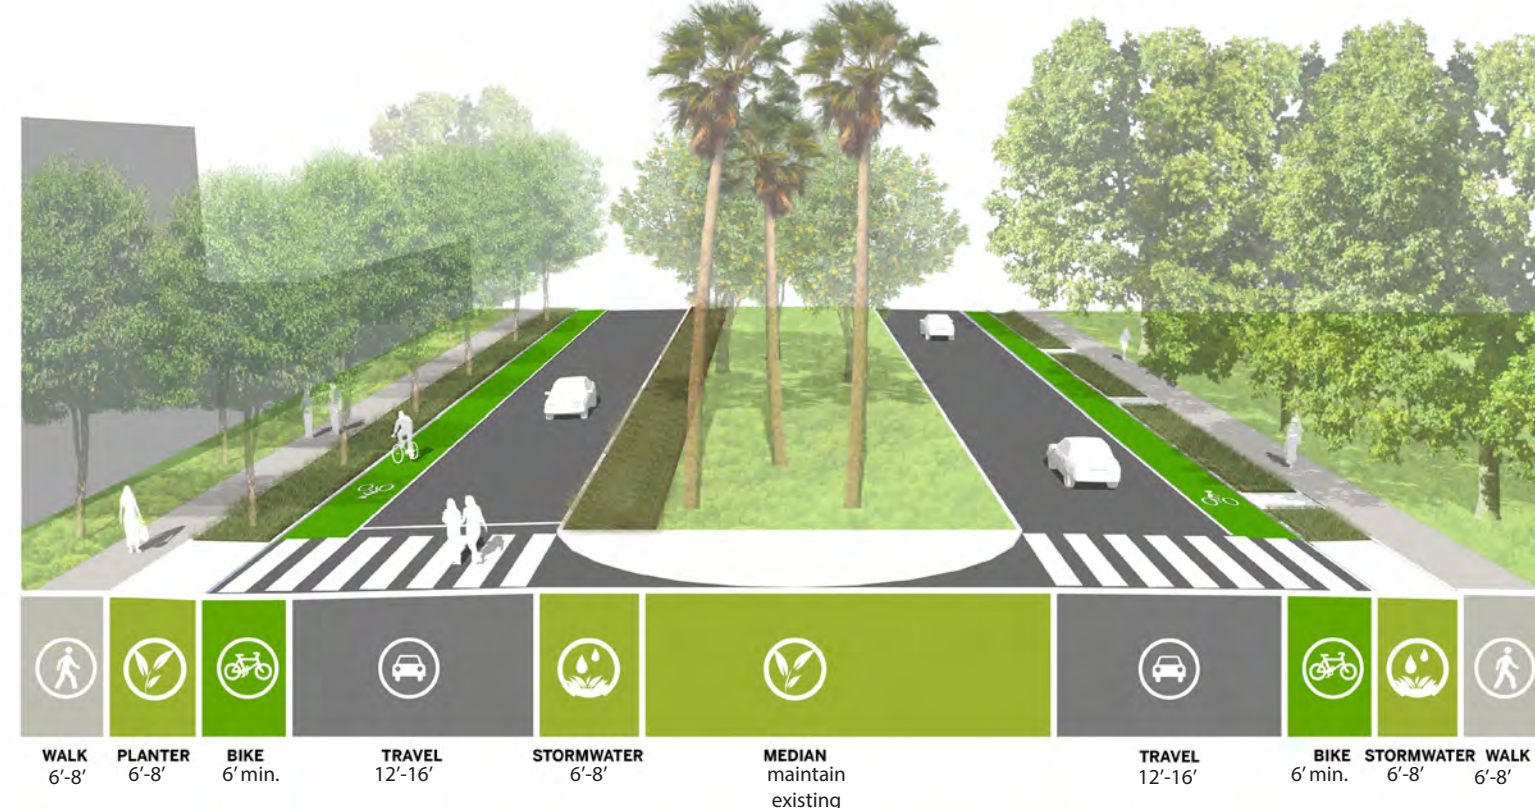 WALK
6'-8'
PLANTER
6'-8'
BIKE
6' min.
TRAVEL
12'-16'
STORMWATER
6'-8'
MEDIAN
maintain
existing
TRAVEL
12'-16'
BIKE
6' min.
STORMWATER
6'-8'
WALK
6'-8'